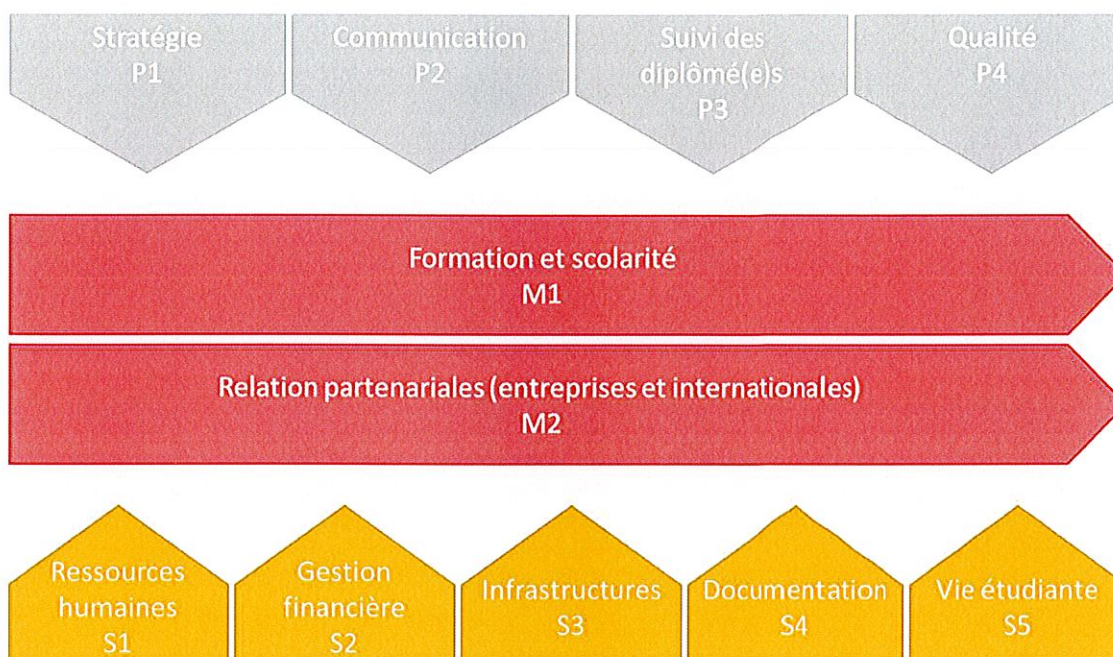 Stratégie
P1
Communication
P2
Suivi des
diplômé(e)s
P3
Qualité
P4
Formation et scolarité
M1
Relation partenariales (entreprises et internationales)
M2
Ressources
humaines
S1
Gestion
financière
S2
Infrastructures
S3
Documentation
S4
Vie étudiante
S5